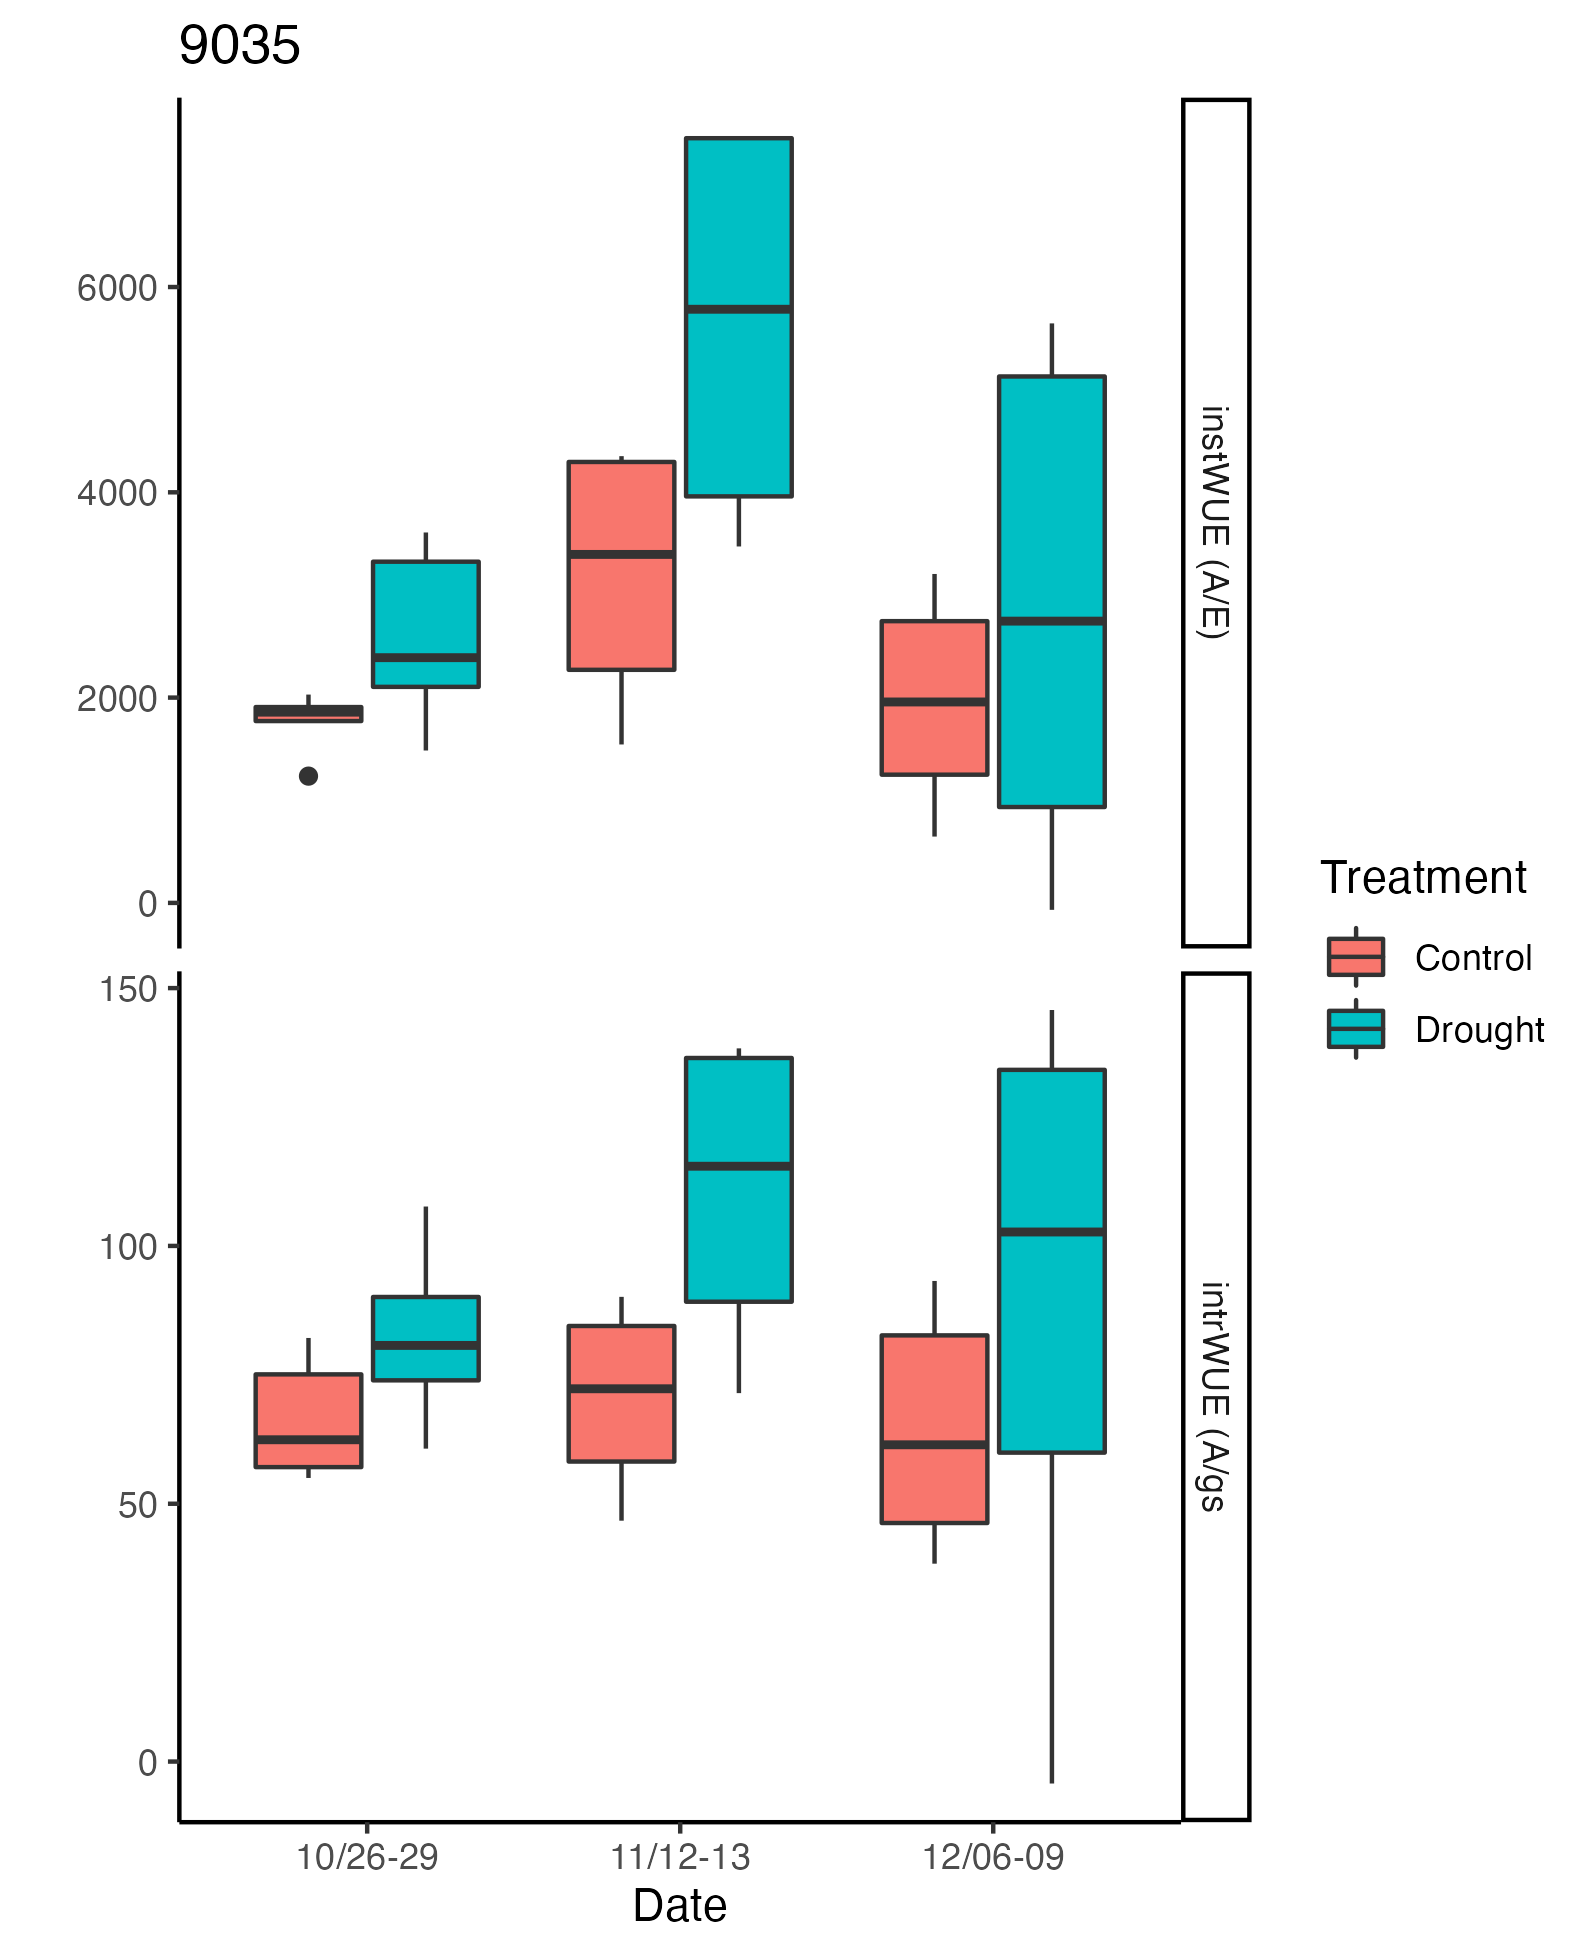 9035
6000
4000
2000
0
instWUE (A/E)
150
100
50
0
intrWUE (A/gs
10/26-29
11/12-13
12/06-09
Date
Treatment
Control
Drought